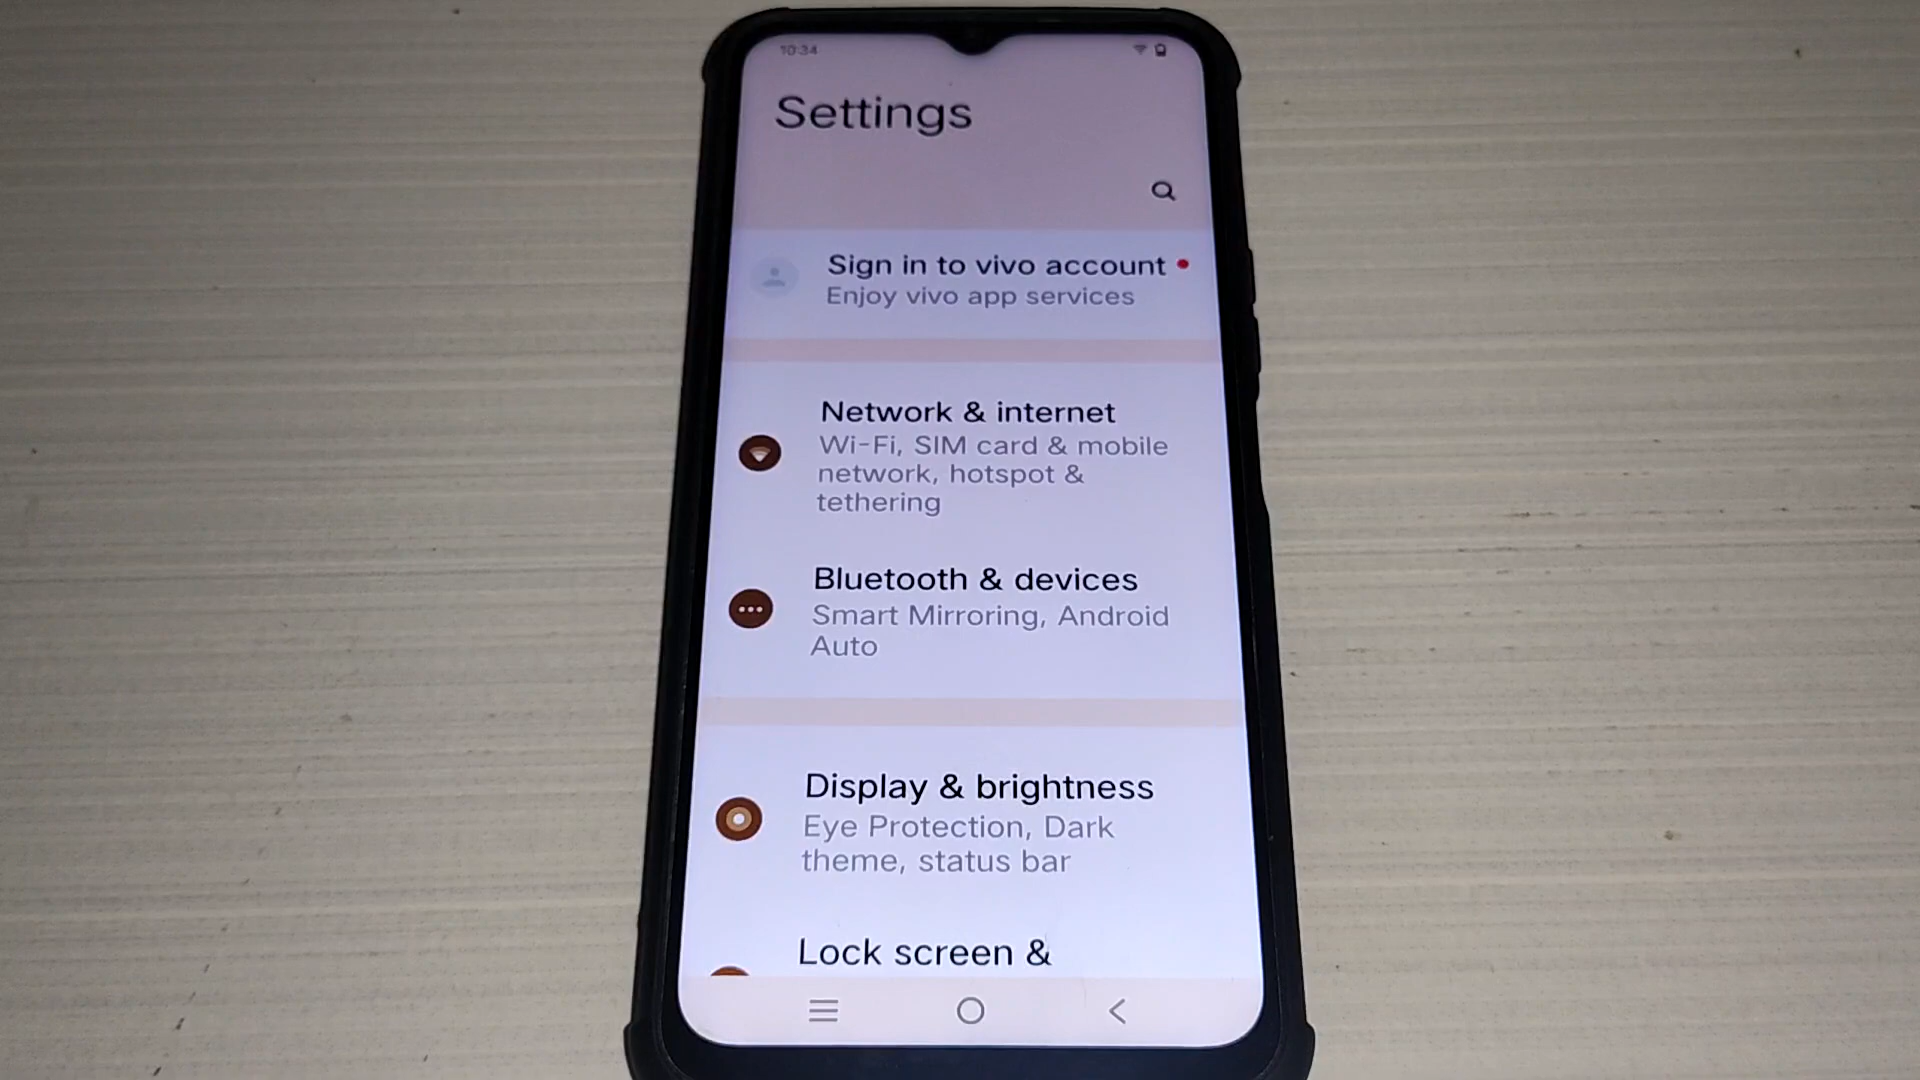 10:34
Settings
Sign in to vivo account
Enjoy vivo app services
Network & internet
Wi-Fi, SIM card & mobile
network, hotspot &
tethering
Bluetooth & devices
Smart Mirroring, Android
Auto
Display & brightness
Eye Protection, Dark
theme, status bar
Lock screen &